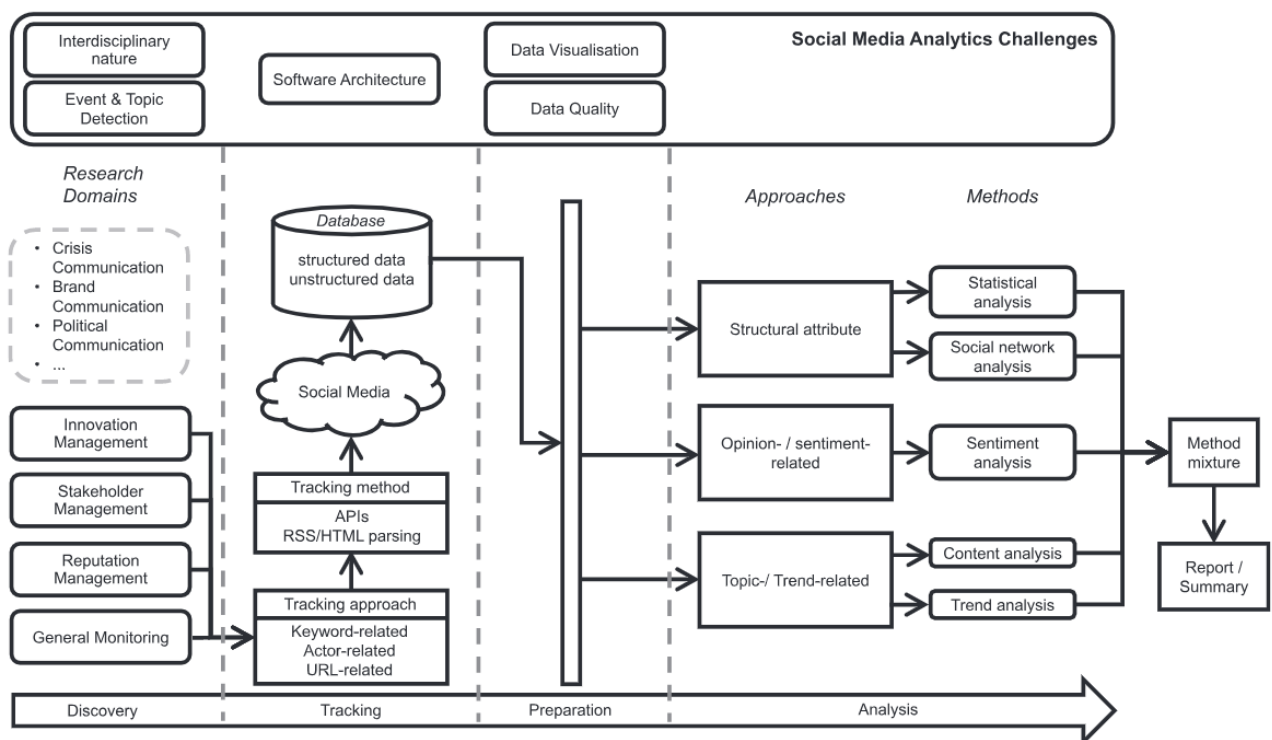 Social Media Analytics Challenges
Interdisciplinary
nature
Event & Topic
Detection
Software Architecture
Data Visualisation
Data Quality
Research
Domains
• Crisis
Communication
• Brand
Communication
• Political
Communication
• ...
Innovation
Management
Stakeholder
Management
Reputation
Management
General Monitoring
Database
structured data
unstructured data
Social Media
Tracking method
APIs
RSS/HTML parsing
Tracking approach
Keyword-related
Actor-related
URL-related
Approaches
Methods
Structural attribute
Opinion- / sentiment-
related
Topic-/ Trend-related
Statistical
analysis
Social network
analysis
Sentiment
analysis
Content analysis
Trend analysis
Method
mixture
Report /
Summary
Discovery
Tracking
Preparation
Analysis